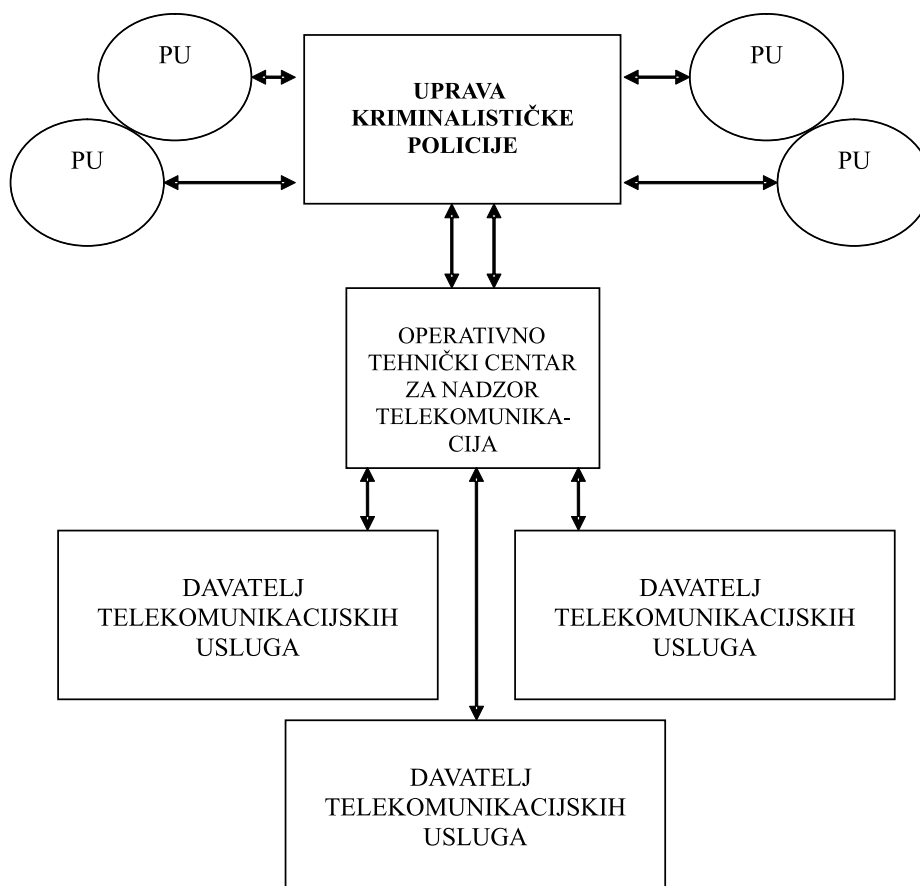 PU
PU
UPRAVA
KRIMINALISTIČKE
POLICIJE
PU
PU
OPERATIVNO
TEHNIČKI CENTAR
ZA NADZOR
TELEKOMUNIKA-
CIJA
DAVATELJ
TELEKOMUNIKACIJSKIH
USLUGA
DAVATELJ
TELEKOMUNIKACIJSKIH
USLUGA
DAVATELJ
TELEKOMUNIKACIJSKIH
USLUGA